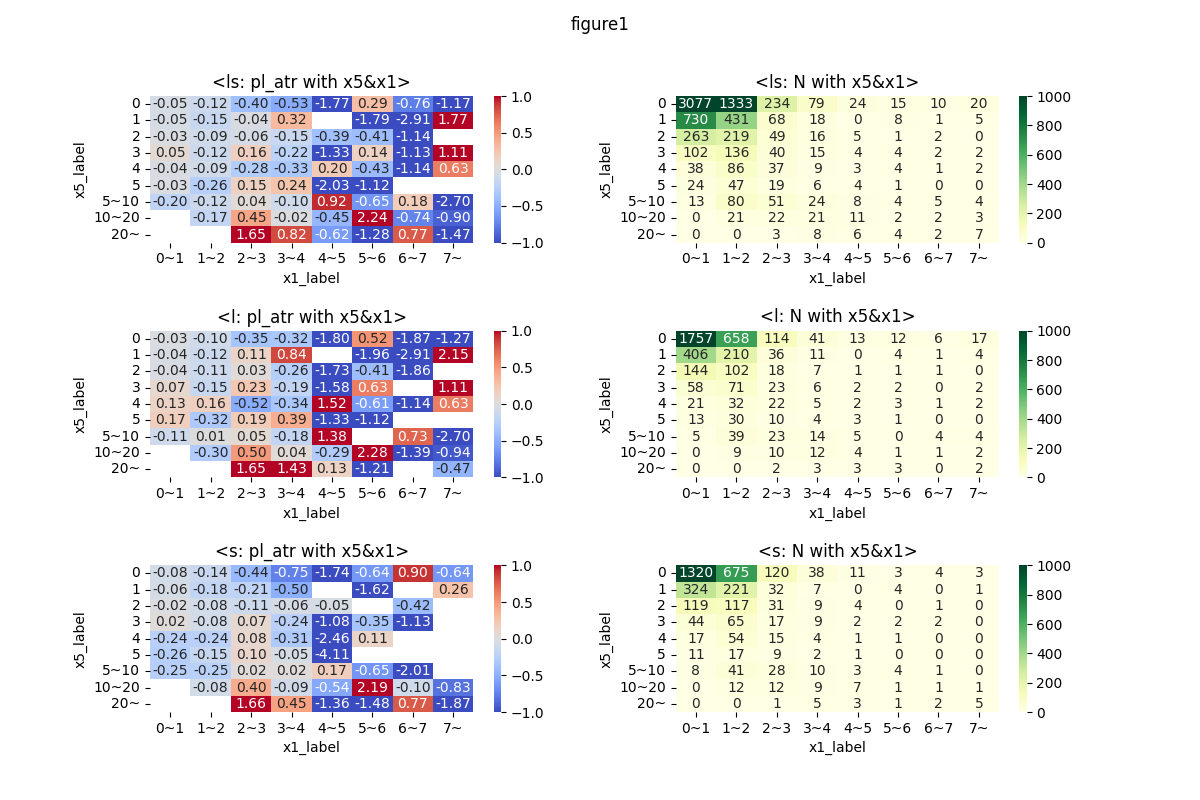 figure1
<ls: pl_atr with x5&x1>
x5_label
0 -0.05 -0.12 -0.40 -0.53 -1.77 0.29 -0.76 -1.17
1 -0.05 -0.15 -0.04 0.32 -1.79 -2.91 1.77
2 -0.03 -0.09 -0.06 -0.15 -0.39 -0.41 -1.14
3 0.05 -0.12 0.16 -0.22 -1.33 0.14 -1.13 1.11
4 -0.04 -0.09 -0.28 -0.33 0.20 -0.43 -1.14 0.63
5 -0.03 -0.26 0.15 0.24 -2.03 -1.12
5~10 -0.20 -0.12 0.04 -0.10 0.92 -0.65 0.18 -2.70
10~20 -0.17 0.45 -0.02 -0.45 2.24 -0.74 -0.90
20~ 1.65 0.82 -0.62 -1.28 0.77 -1.47
0~1 1~2 2~3 3~4 4~5 5~6 6~7 7~
x1_label
1.0
0.5
0.0
−0.5
−1.0
<ls: N with x5&x1>
x5_label
0 3077 1333 234 79 24 15 10 20
1 730 431 68 18 0 8 1 5
2 263 219 49 16 5 1 2 0
3 102 136 40 15 4 4 2 2
4 38 86 37 9 3 4 1 2
5 24 47 19 6 4 1 0 0
5~10 13 80 51 24 8 4 5 4
10~20 0 21 22 21 11 2 2 3
20~ 0 0 3 8 6 4 2 7
0~1 1~2 2~3 3~4 4~5 5~6 6~7 7~
x1_label
1000
800
600
400
200
0
<l: pl_atr with x5&x1>
x5_label
0 -0.03 -0.10 -0.35 -0.32 -1.80 0.52 -1.87 -1.27
1 -0.04 -0.12 0.11 0.84 -1.96 -2.91 2.15
2 -0.04 -0.11 0.03 -0.26 -1.73 -0.41 -1.86
3 0.07 -0.15 0.23 -0.19 -1.58 0.63 1.11
4 0.13 0.16 -0.52 -0.34 1.52 -0.61 -1.14 0.63
5 0.17 -0.32 0.19 0.39 -1.33 -1.12
5~10 -0.11 0.01 0.05 -0.18 1.38 0.73 -2.70
10~20 -0.30 0.50 0.04 -0.29 2.28 -1.39 -0.94
20~ 1.65 1.43 0.13 -1.21 -0.47
0~1 1~2 2~3 3~4 4~5 5~6 6~7 7~
x1_label
1.0
0.5
0.0
−0.5
−1.0
<l: N with x5&x1>
x5_label
0 1757 658 114 41 13 12 6 17
1 406 210 36 11 0 4 1 4
2 144 102 18 7 1 1 1 0
3 58 71 23 6 2 2 0 2
4 21 32 22 5 2 3 1 2
5 13 30 10 4 3 1 0 0
5~10 5 39 23 14 5 0 4 4
10~20 0 9 10 12 4 1 1 2
20~ 0 0 2 3 3 3 0 2
0~1 1~2 2~3 3~4 4~5 5~6 6~7 7~
x1_label
1000
800
600
400
200
0
<s: pl_atr with x5&x1>
x5_label
0 -0.08 -0.14 -0.44 -0.75 -1.74 -0.64 0.90 -0.64
1 -0.06 -0.18 -0.21 -0.50 -1.62 0.26
2 -0.02 -0.08 -0.11 -0.06 -0.05 -0.42
3 0.02 -0.08 0.07 -0.24 -1.08 -0.35 -1.13
4 -0.24 -0.24 0.08 -0.31 -2.46 0.11
5 -0.26 -0.15 0.10 -0.05 -4.11
5~10 -0.25 -0.25 0.02 0.02 0.17 -0.65 -2.01
10~20 -0.08 0.40 -0.09 -0.54 2.19 -0.10 -0.83
20~ 1.66 0.45 -1.36 -1.48 0.77 -1.87
0~1 1~2 2~3 3~4 4~5 5~6 6~7 7~
x1_label
1.0
0.5
0.0
−0.5
−1.0
<s: N with x5&x1>
x5_label
0 1320 675 120 38 11 3 4 3
1 324 221 32 7 0 4 0 1
2 119 117 31 9 4 0 1 0
3 44 65 17 9 2 2 2 0
4 17 54 15 4 1 1 0 0
5 11 17 9 2 1 0 0 0
5~10 8 41 28 10 3 4 1 0
10~20 0 12 12 9 7 1 1 1
20~ 0 0 1 5 3 1 2 5
0~1 1~2 2~3 3~4 4~5 5~6 6~7 7~
x1_label
1000
800
600
400
200
0